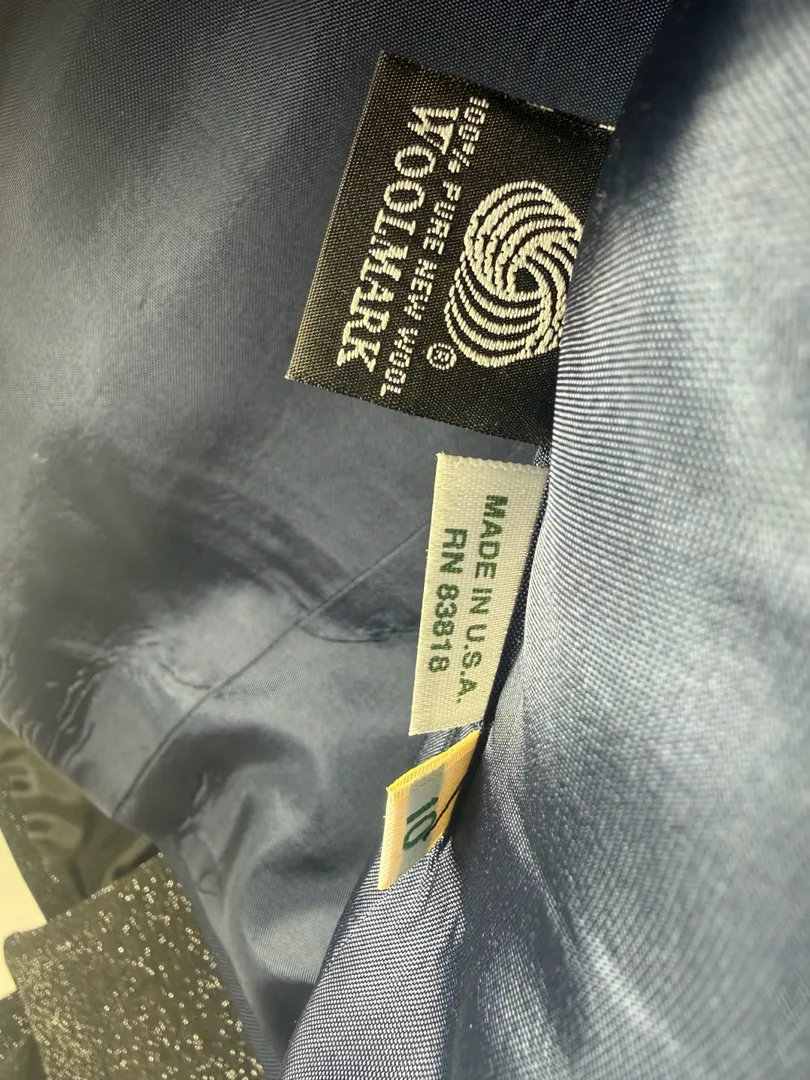 ®
100% PURE NEW WOOL
WOOLMARK
MADE IN U.S.A.
RN 83818
10